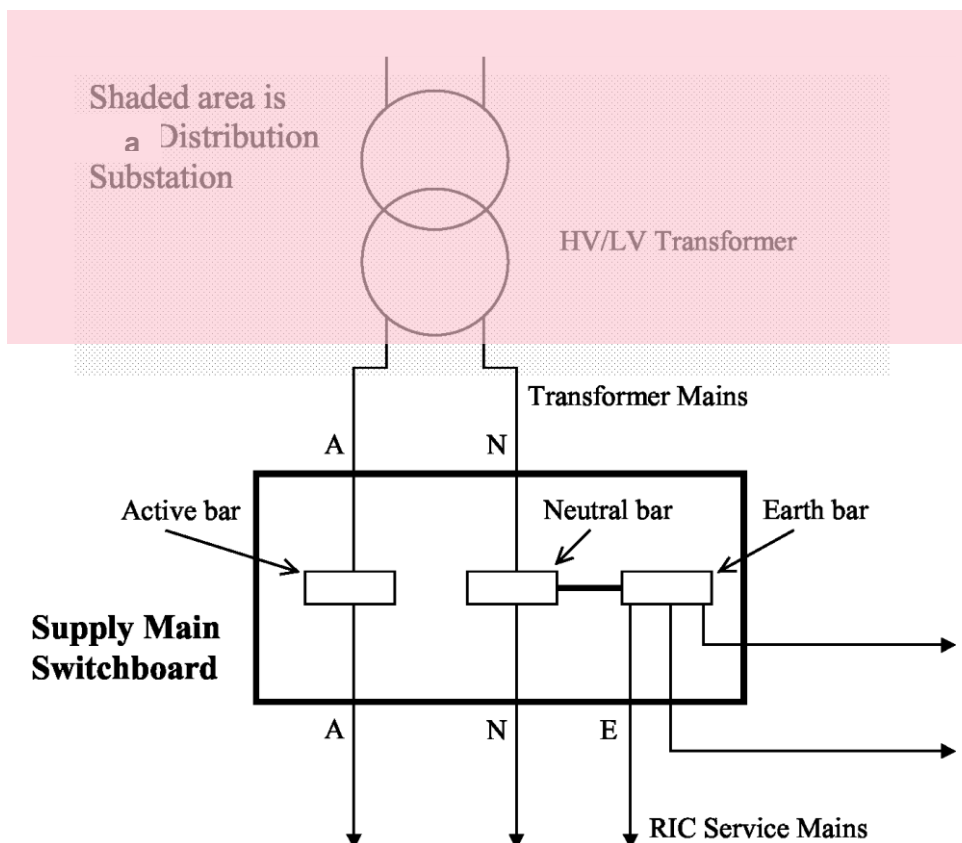 Shaded area is
a Distribution
Substation
HV/LV Transformer
Transformer Mains
A
N
Active bar
Neutral bar
Earth bar
Supply Main
Switchboard
A
N
E
RIC Service Mains